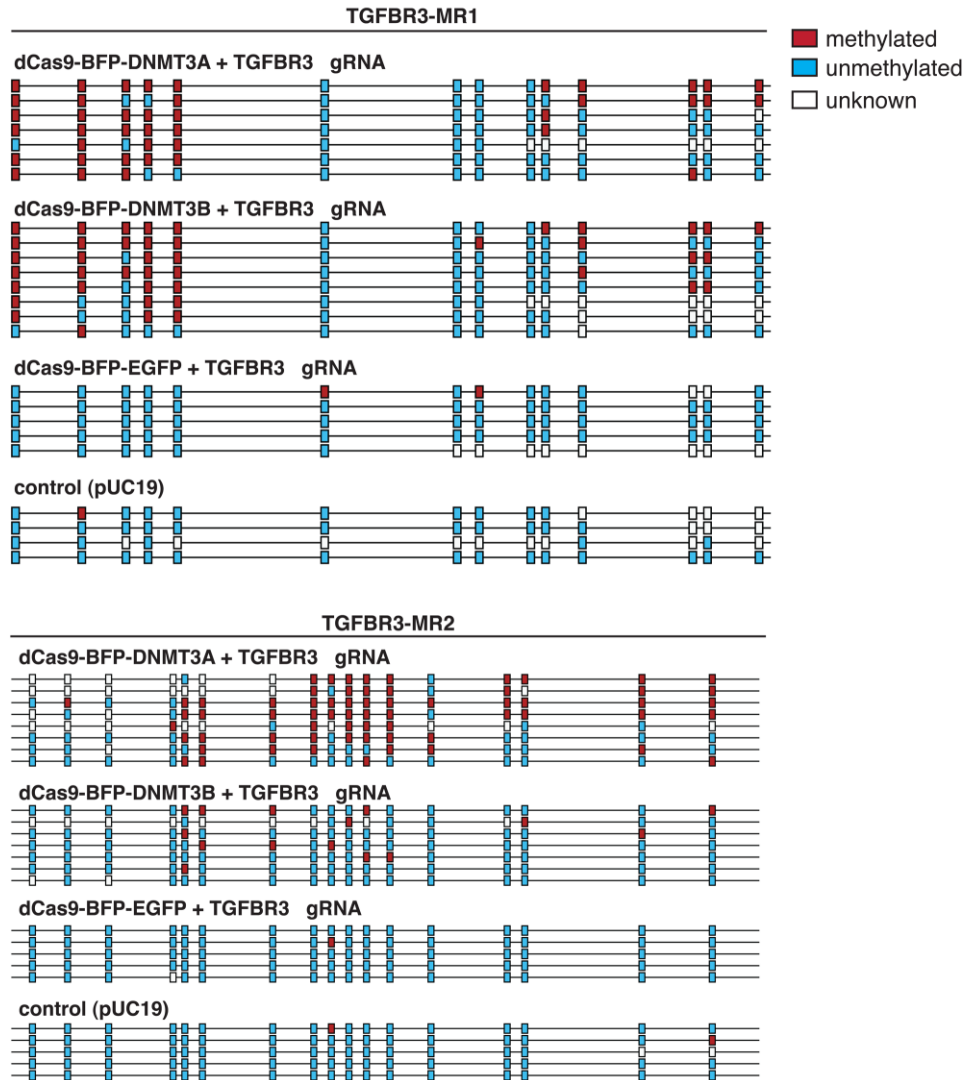 TGFBR3-MR1
methylated
unmethylated
unknown
dCas9-BFP-DNMT3A + TGFBR3 gRNA
dCas9-BFP-DNMT3B + TGFBR3 gRNA
dCas9-BFP-EGFP + TGFBR3 gRNA
control (pUC19)
TGFBR3-MR2
dCas9-BFP-DNMT3A + TGFBR3 gRNA
dCas9-BFP-DNMT3B + TGFBR3 gRNA
dCas9-BFP-EGFP + TGFBR3 gRNA
control (pUC19)